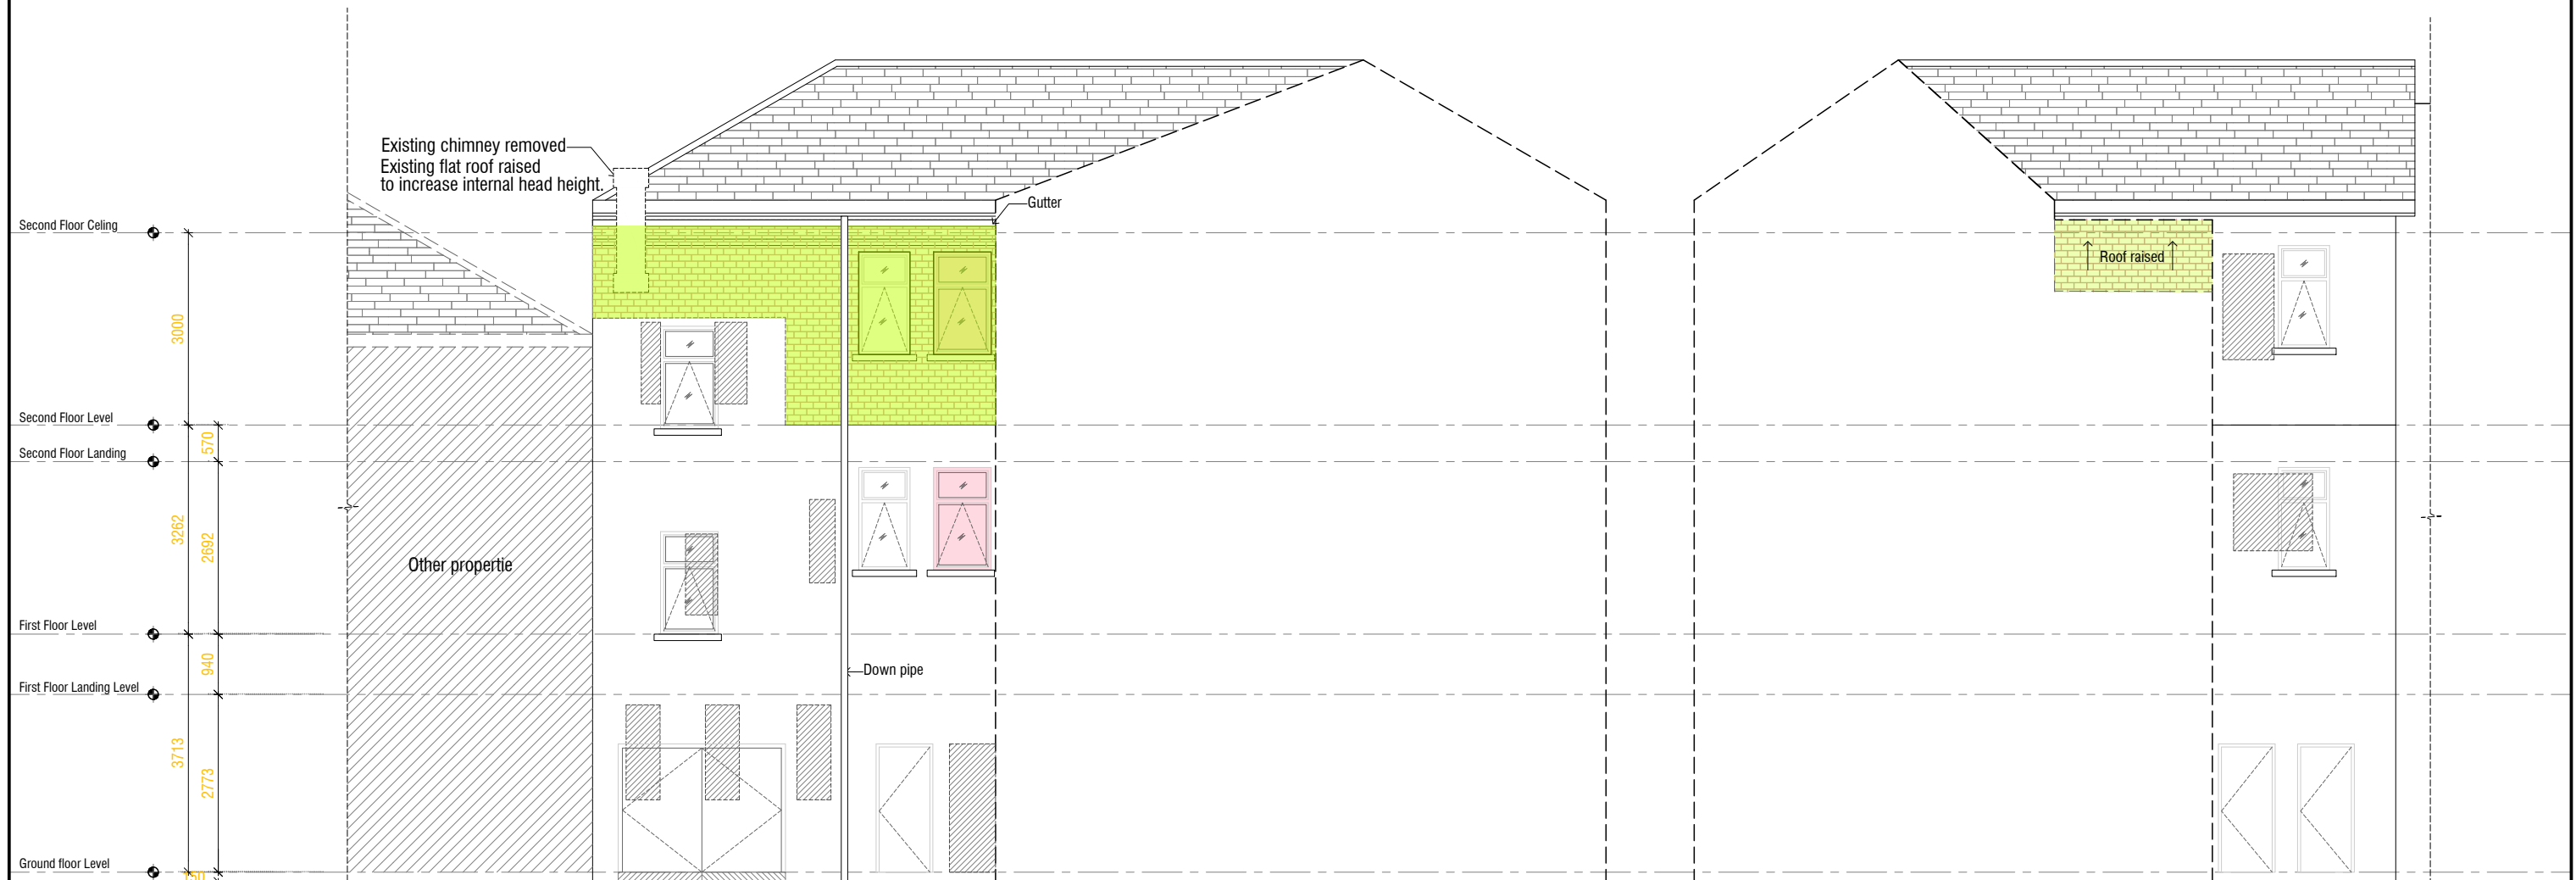 Existing chimney removed
Existing flat roof raised
to increase internal head height.
Gutter
Second Floor Celing
Roof raised
3000
Second Floor Level
570
Second Floor Landing
3262
2692
Other propertie
First Floor Level
940
Down pipe
First Floor Landing Level
3713
2773
Ground floor Level
150